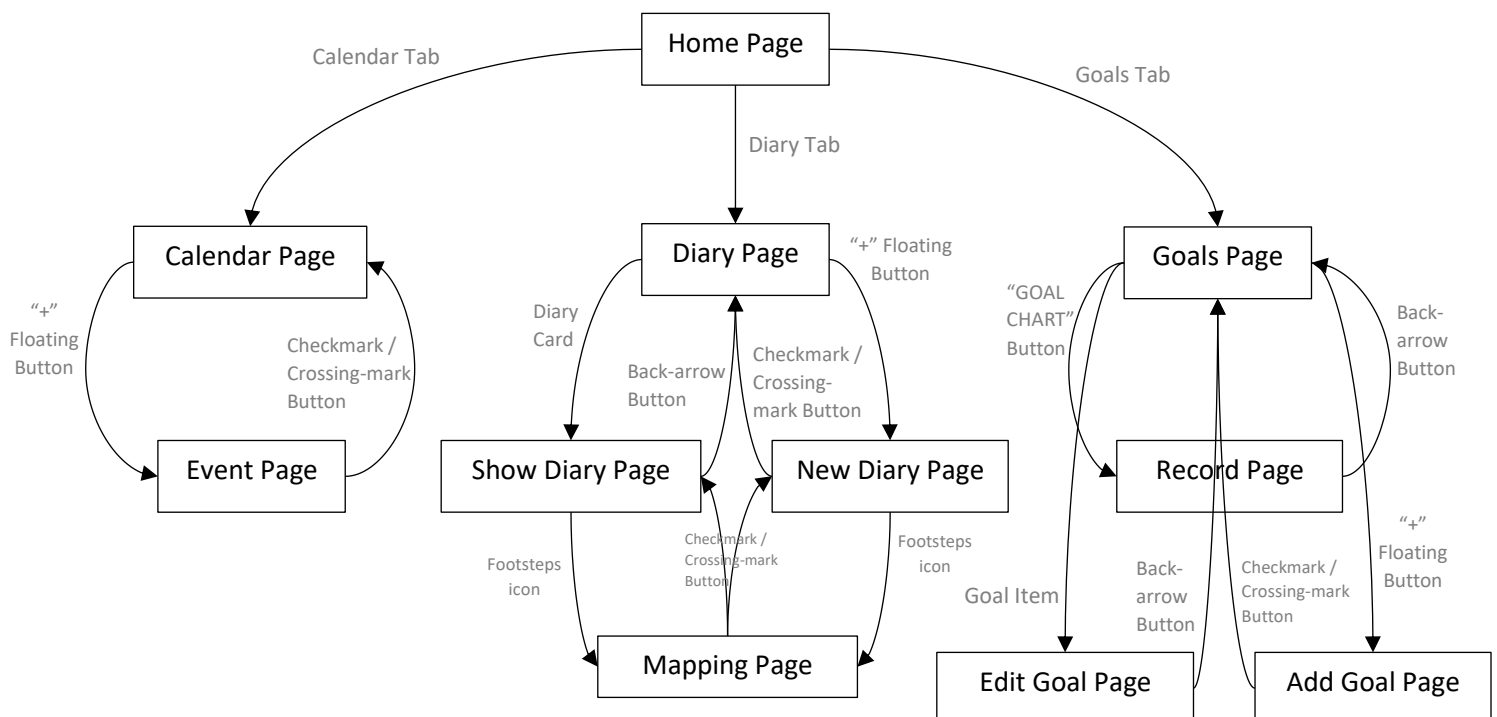 Home Page
Calendar Tab
Goals Tab
Diary Tab
Calendar Page
Diary Page
Goals Page
“+” Floating
Button
“+”
Floating
Button
Checkmark /
Crossing-mark
Button
Diary
Card
Back-arrow
Button
Checkmark /
Crossing-
mark Button
“GOAL
CHART”
Button
Back-
arrow
Button
Event Page
Show Diary Page
New Diary Page
Record Page
Footsteps
icon
Checkmark /
Crossing-mark
Button
Footsteps
icon
Goal Item
Back-
arrow
Button
Checkmark /
Crossing-mark
Button
“+”
Floating
Button
Mapping Page
Edit Goal Page
Add Goal Page